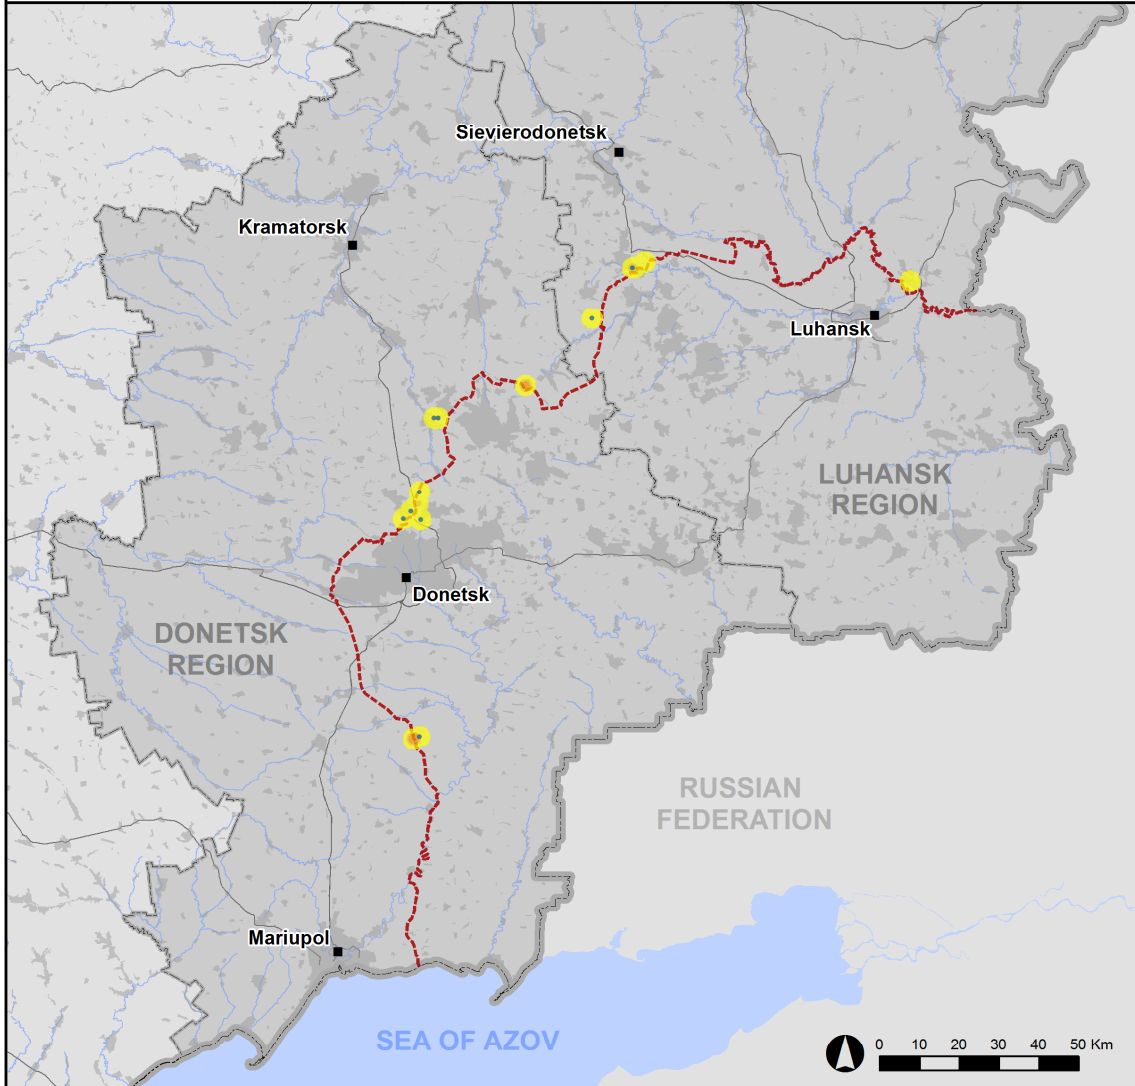 Sievierodonetsk
Kramatorsk
Luhansk
LUHANSK
REGION
Donetsk
DONETSK
REGION
RUSSIAN
FEDERATION
Mariupol
SEA OF AZOV
0 10 20 30 40 50 Km